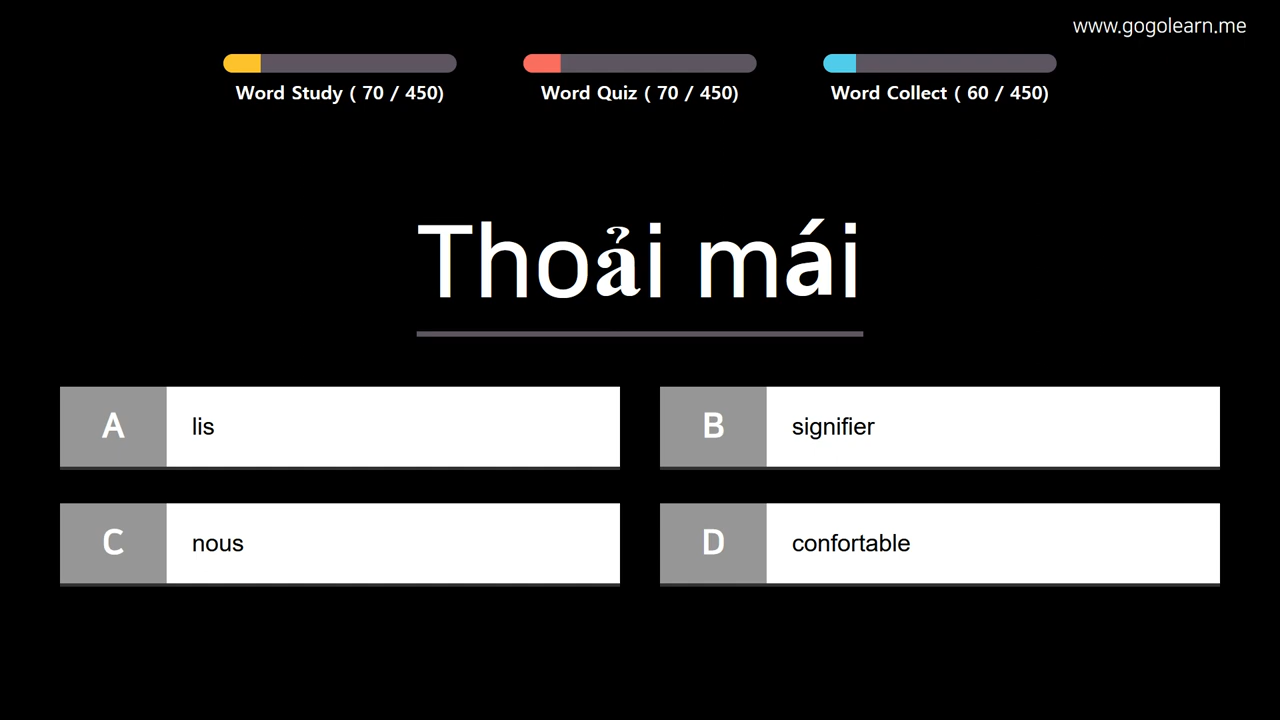 www.gogolearn.me
Word Study ( 70 / 450)
Word Quiz ( 70 / 450)
Word Collect ( 60 / 450)
Thoải mái
A lis
B signifier
C nous
D confortable